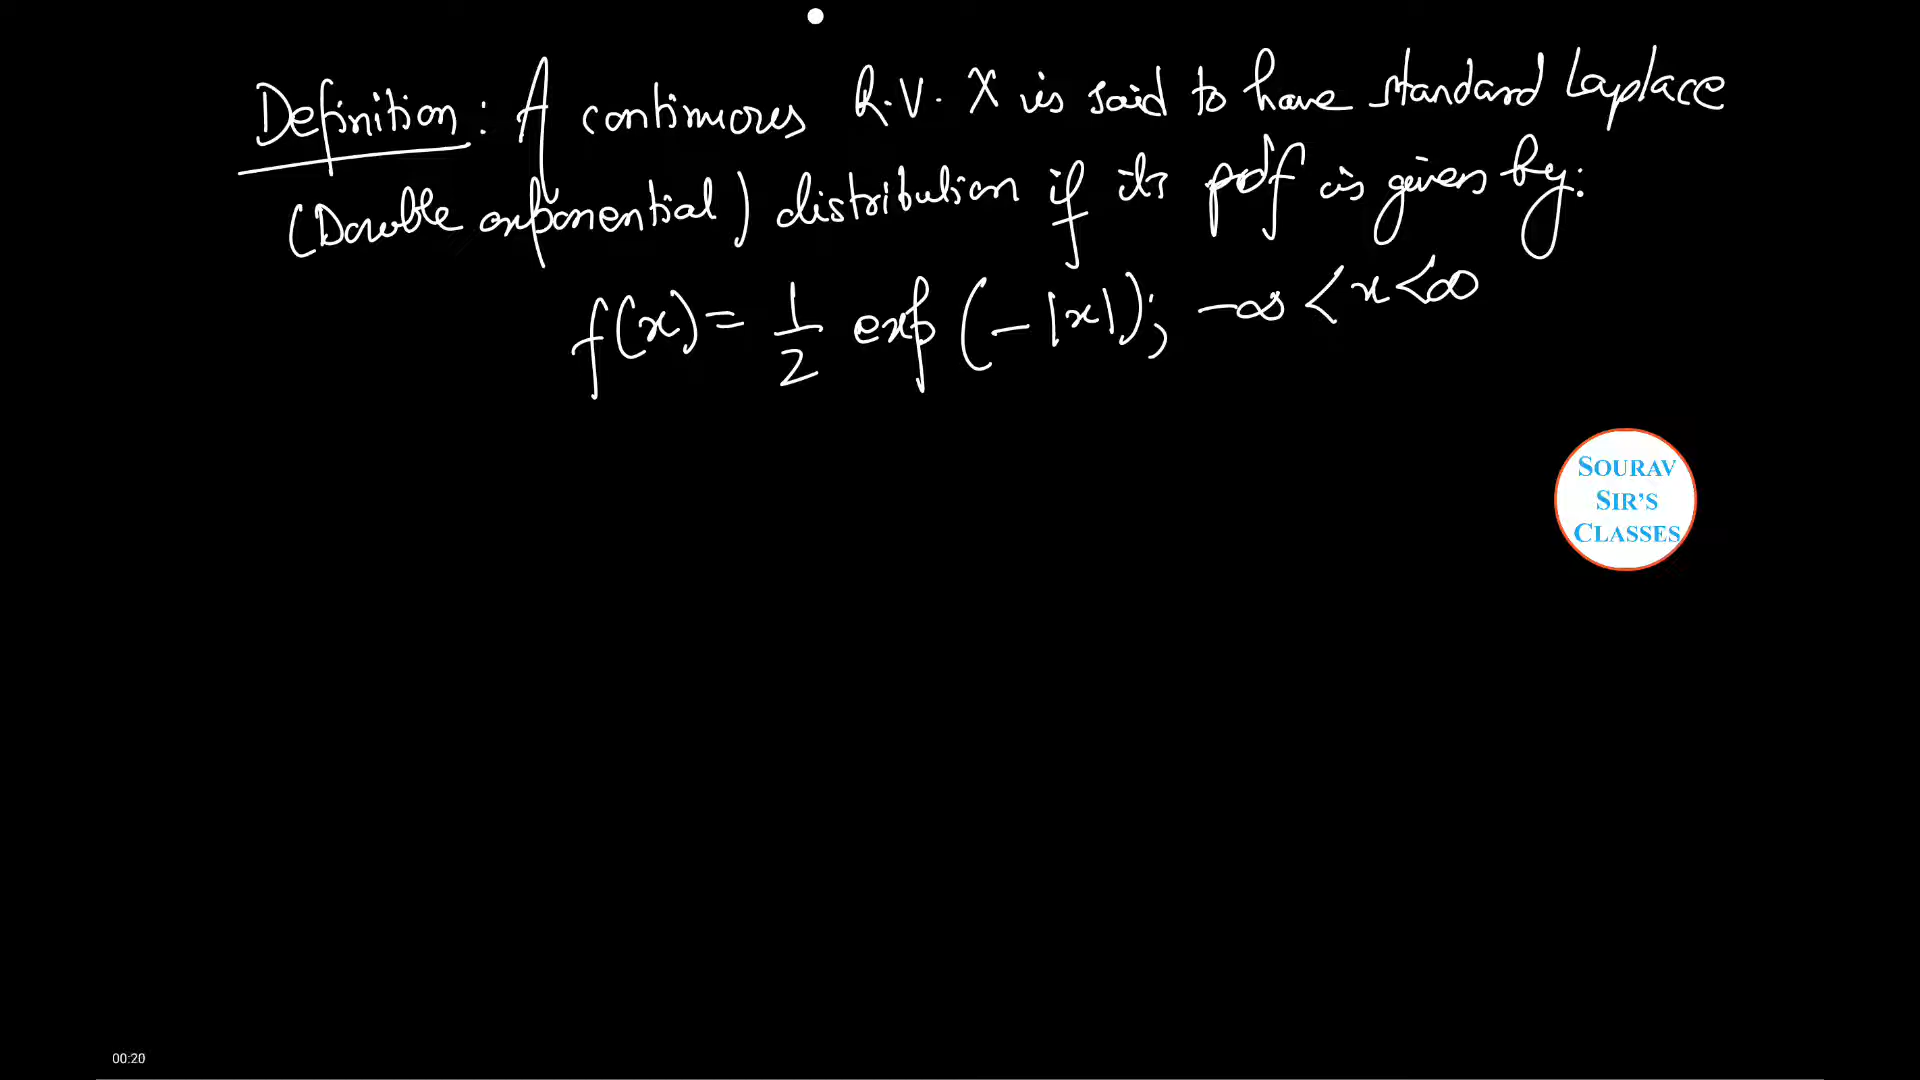 Definition: A continuous R.V. X is said to have standard Laplace
(Double exponential) distribution if its pdf is given by:
f(x) = 1/2 exp (-|x|); -∞ < x < ∞
SOURAV
SIR'S
CLASSES
00:20